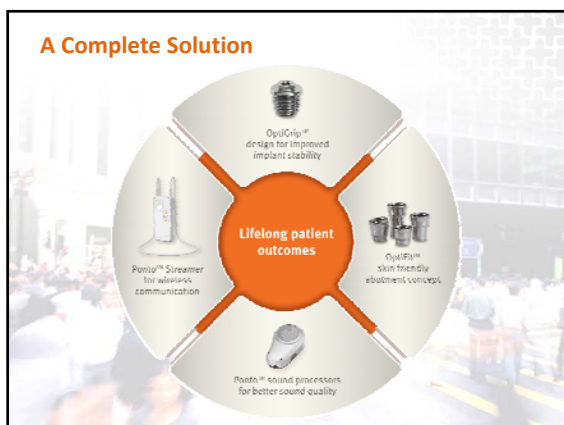 A Complete Solution
OptiGrip™
design for improved
implant stability
Lifelong patient
outcomes
Ponto™ Streamer
for wireless
communication
OptiFit™
skin friendly
abutment concept
Ponto™ sound processors
for better sound quality